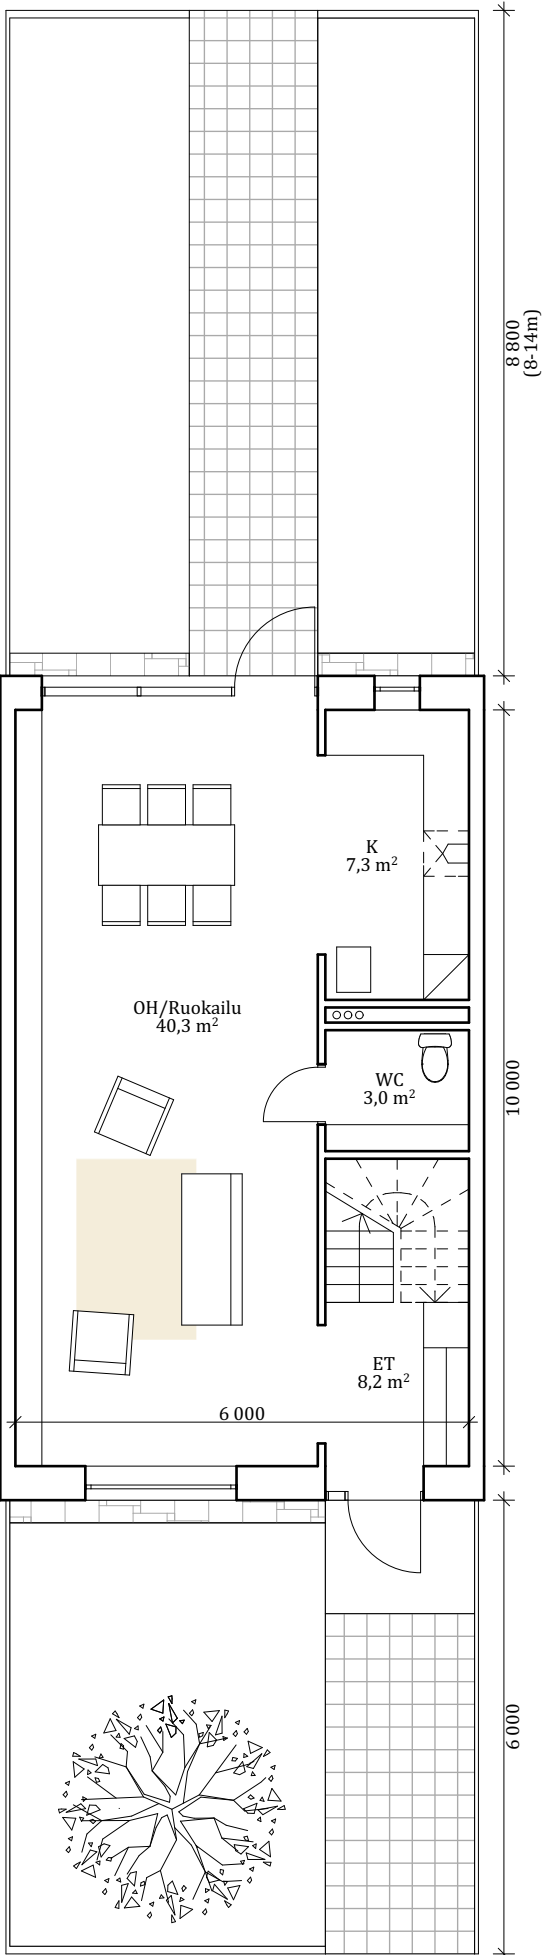 8 800
(8-14m)
K
7,3 m²
OH/Ruokailu
40,3 m²
WC
3,0 m²
10 000
ET
8,2 m²
6 000
6 000